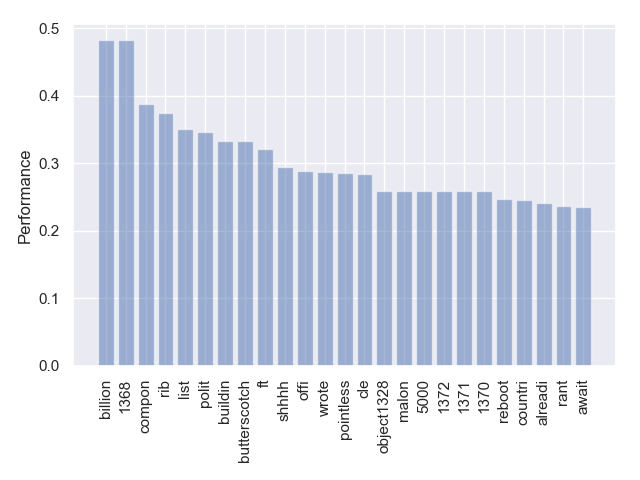 0.5
0.4
0.3
0.2
0.1
0.0
Performance
billion
1368
compon
rib
list
polit
buildin
butterscotch
ft
shhhh
offi
wrote
pointless
de
object1328
malon
5000
1372
1371
1370
reboot
countri
alreadi
rant
await